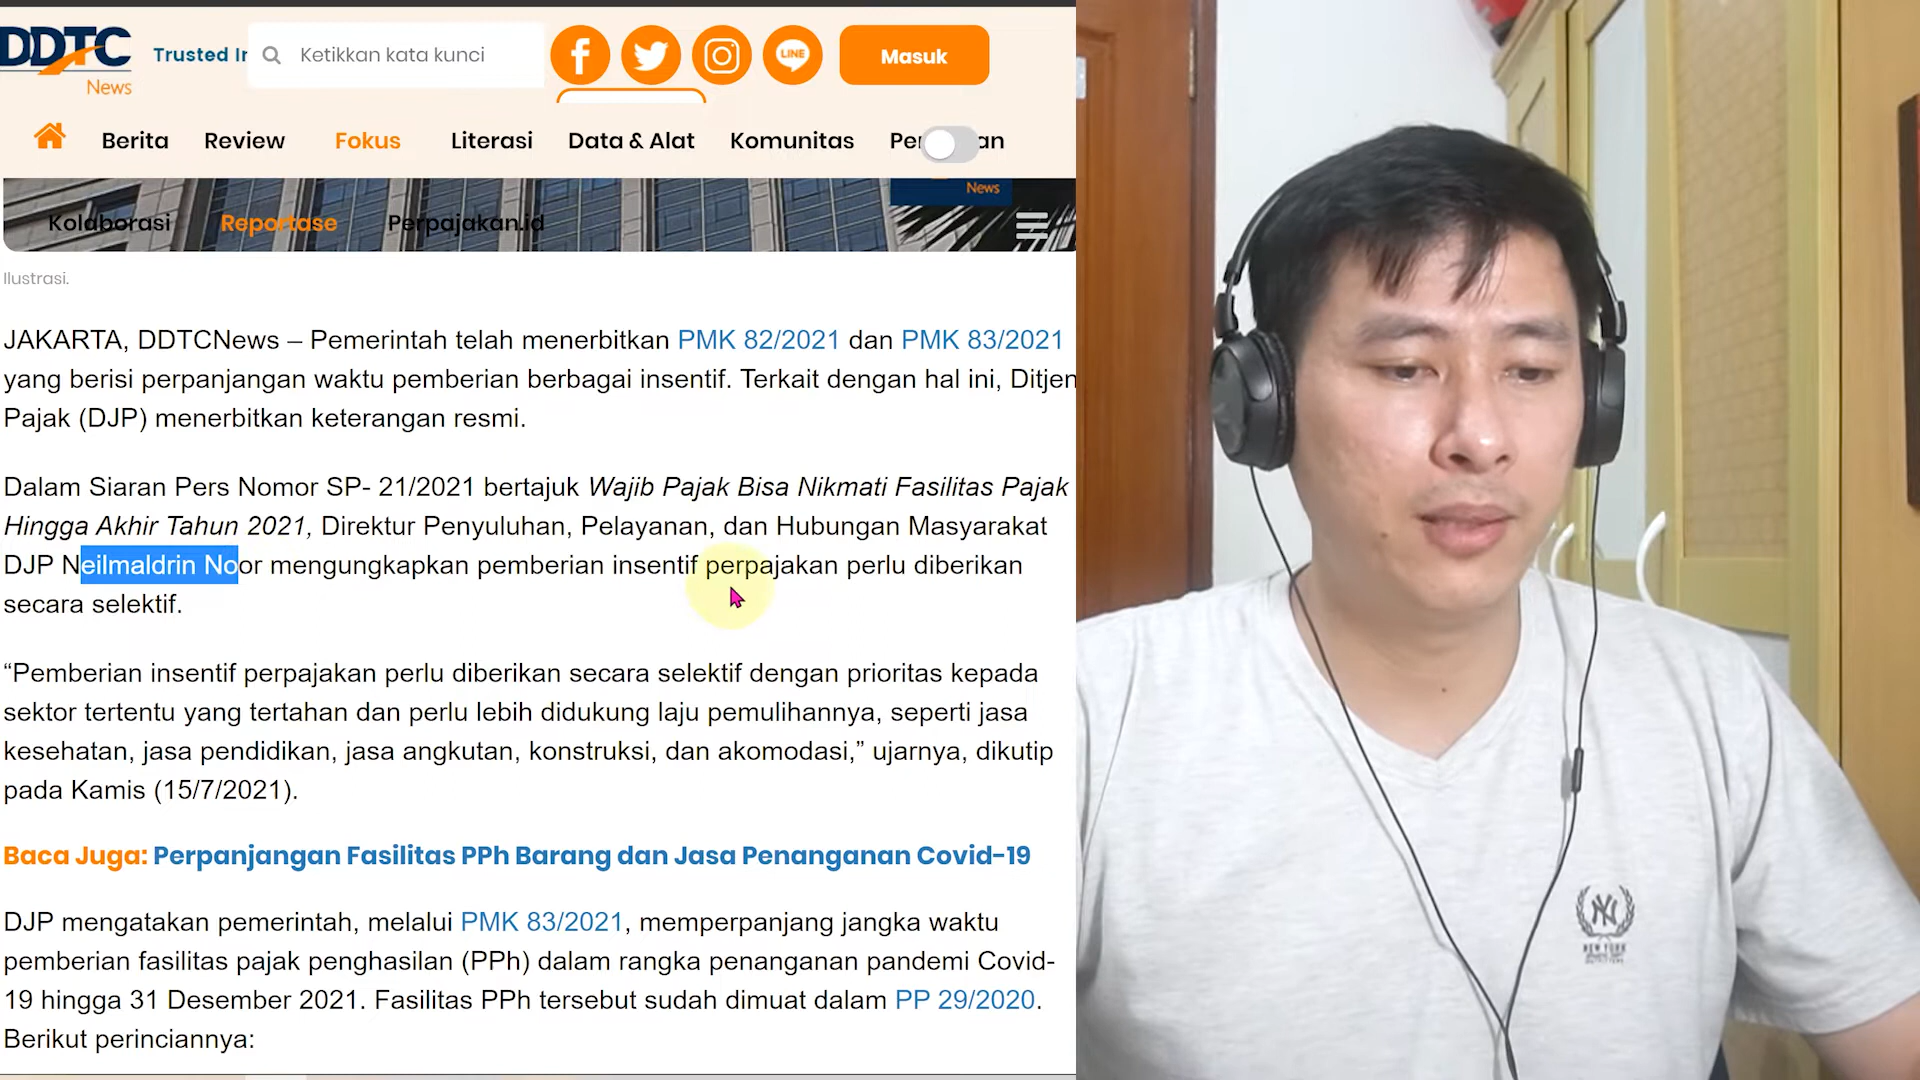 DDTC
News
Trusted In
Ketikkan kata kunci
LINE
Masuk
Berita
Review
Fokus
Literasi
Data & Alat
Komunitas
Kolaborasi
Reportase
Perpajakan.id
News
Ilustrasi.
JAKARTA, DDTCNews – Pemerintah telah menerbitkan PMK 82/2021 dan PMK 83/2021
yang berisi perpanjangan waktu pemberian berbagai insentif. Terkait dengan hal ini, Ditjen
Pajak (DJP) menerbitkan keterangan resmi.
Dalam Siaran Pers Nomor SP- 21/2021 bertajuk Wajib Pajak Bisa Nikmati Fasilitas Pajak
Hingga Akhir Tahun 2021, Direktur Penyuluhan, Pelayanan, dan Hubungan Masyarakat
DJP Neilmaldrin Noor mengungkapkan pemberian insentif perpajakan perlu diberikan
secara selektif.
“Pemberian insentif perpajakan perlu diberikan secara selektif dengan prioritas kepada
sektor tertentu yang tertahan dan perlu lebih didukung laju pemulihannya, seperti jasa
kesehatan, jasa pendidikan, jasa angkutan, konstruksi, dan akomodasi,” ujarnya, dikutip
pada Kamis (15/7/2021).
Baca Juga: Perpanjangan Fasilitas PPh Barang dan Jasa Penanganan Covid-19
DJP mengatakan pemerintah, melalui PMK 83/2021, memperpanjang jangka waktu
pemberian fasilitas pajak penghasilan (PPh) dalam rangka penanganan pandemi Covid-
19 hingga 31 Desember 2021. Fasilitas PPh tersebut sudah dimuat dalam PP 29/2020.
Berikut perinciannya:
NY
NEW YORK